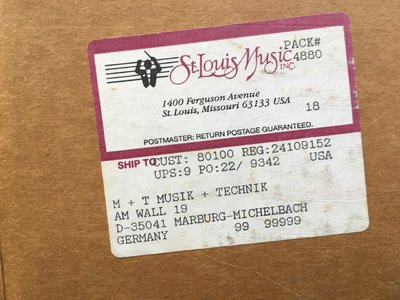 St. Louis Music INC
PACK#
4880
1400 Ferguson Avenue
St. Louis, Missouri 63133 USA
18
POSTMASTER: RETURN POSTAGE GUARANTEED.
SHIP TO CUST: 80100 REG:24109152
UPS:9 PO:22/ 9342 USA
M + T MUSIK + TECHNIK
AM WALL 19
D-35041 MARBURG-MICHELBACH
GERMANY 99 99999